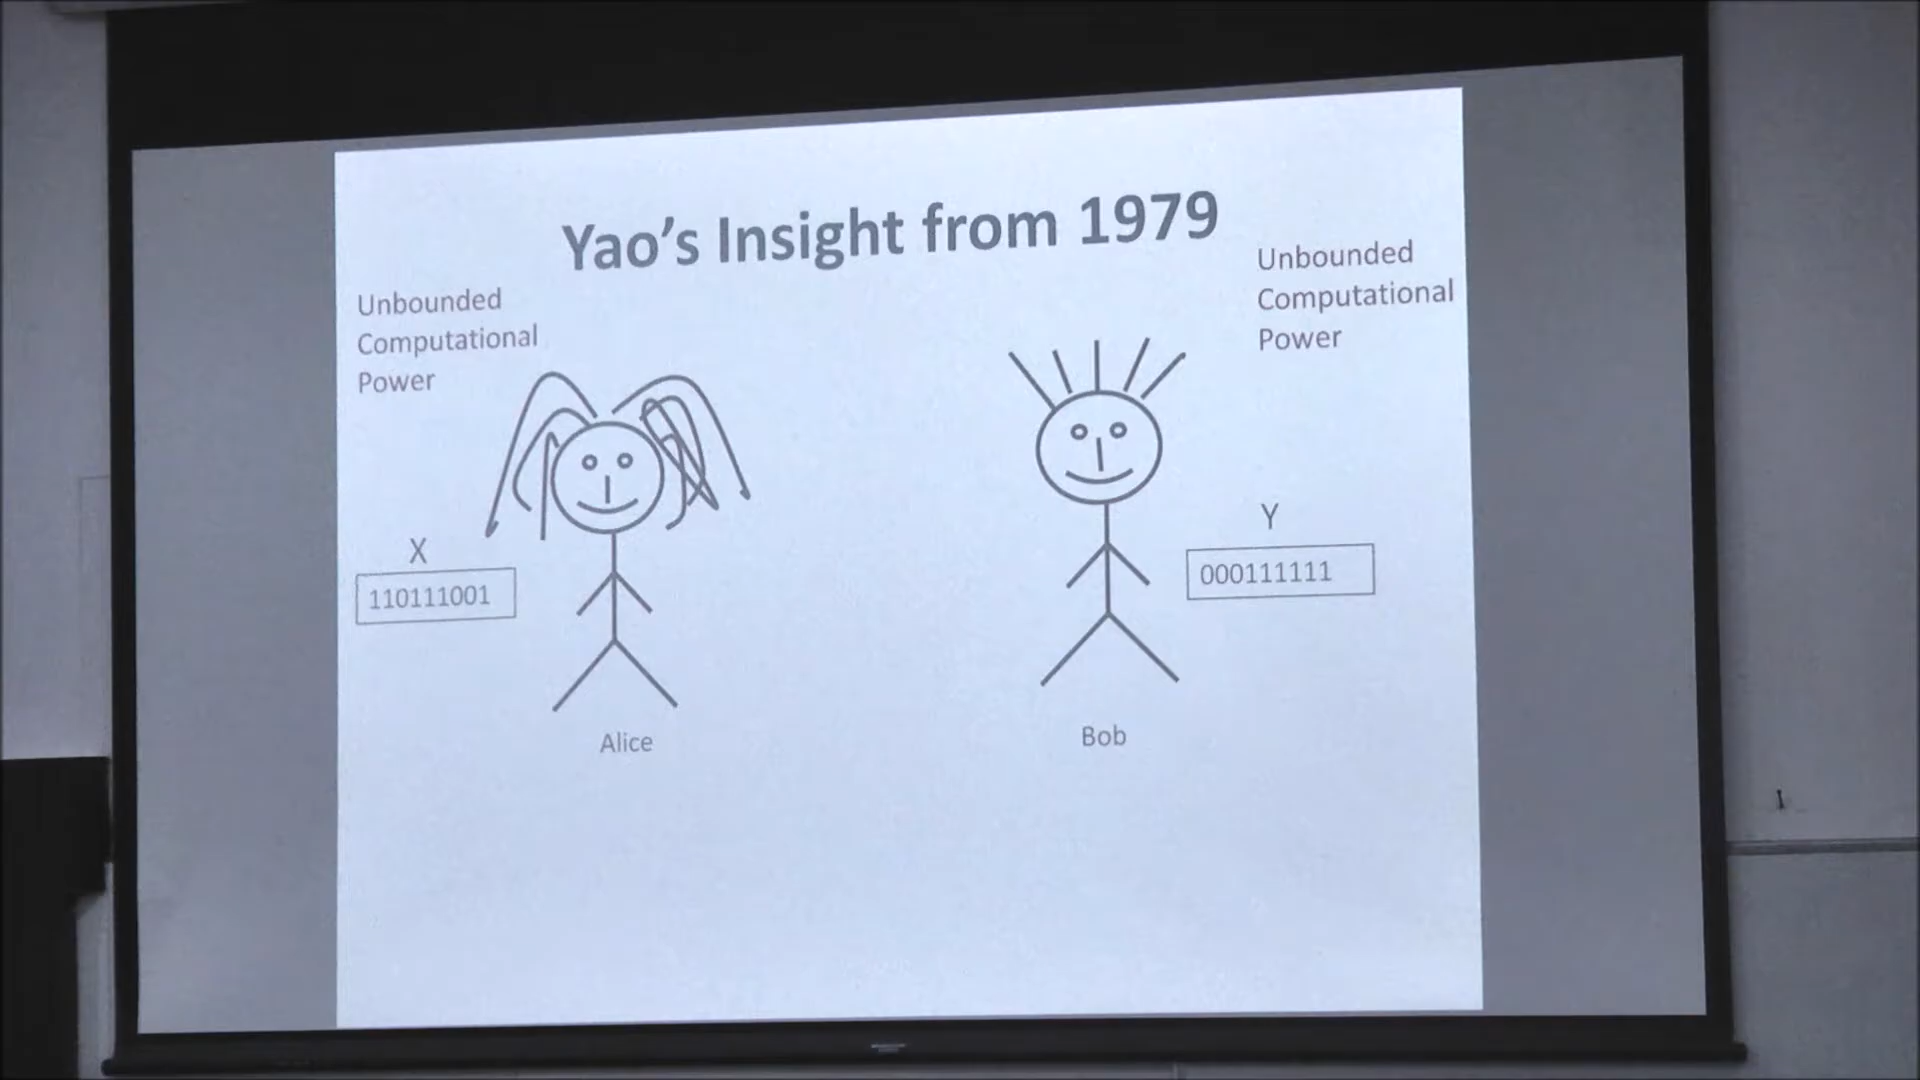 Yao's Insight from 1979
Unbounded
Computational
Power
Unbounded
Computational
Power
X
110111001
Y
000111111
Alice
Bob